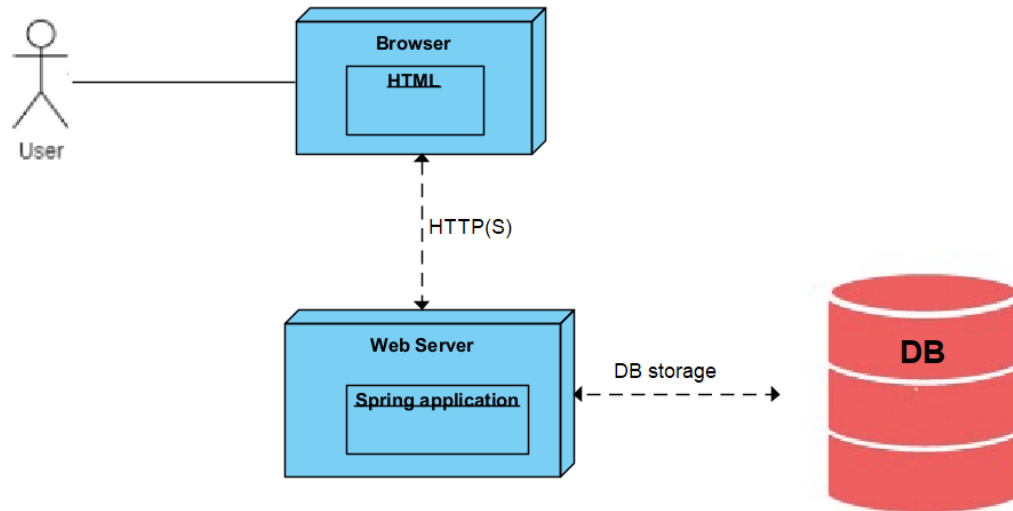 Browser
HTML
User
HTTP(S)
Web Server
DB storage
DB
Spring application